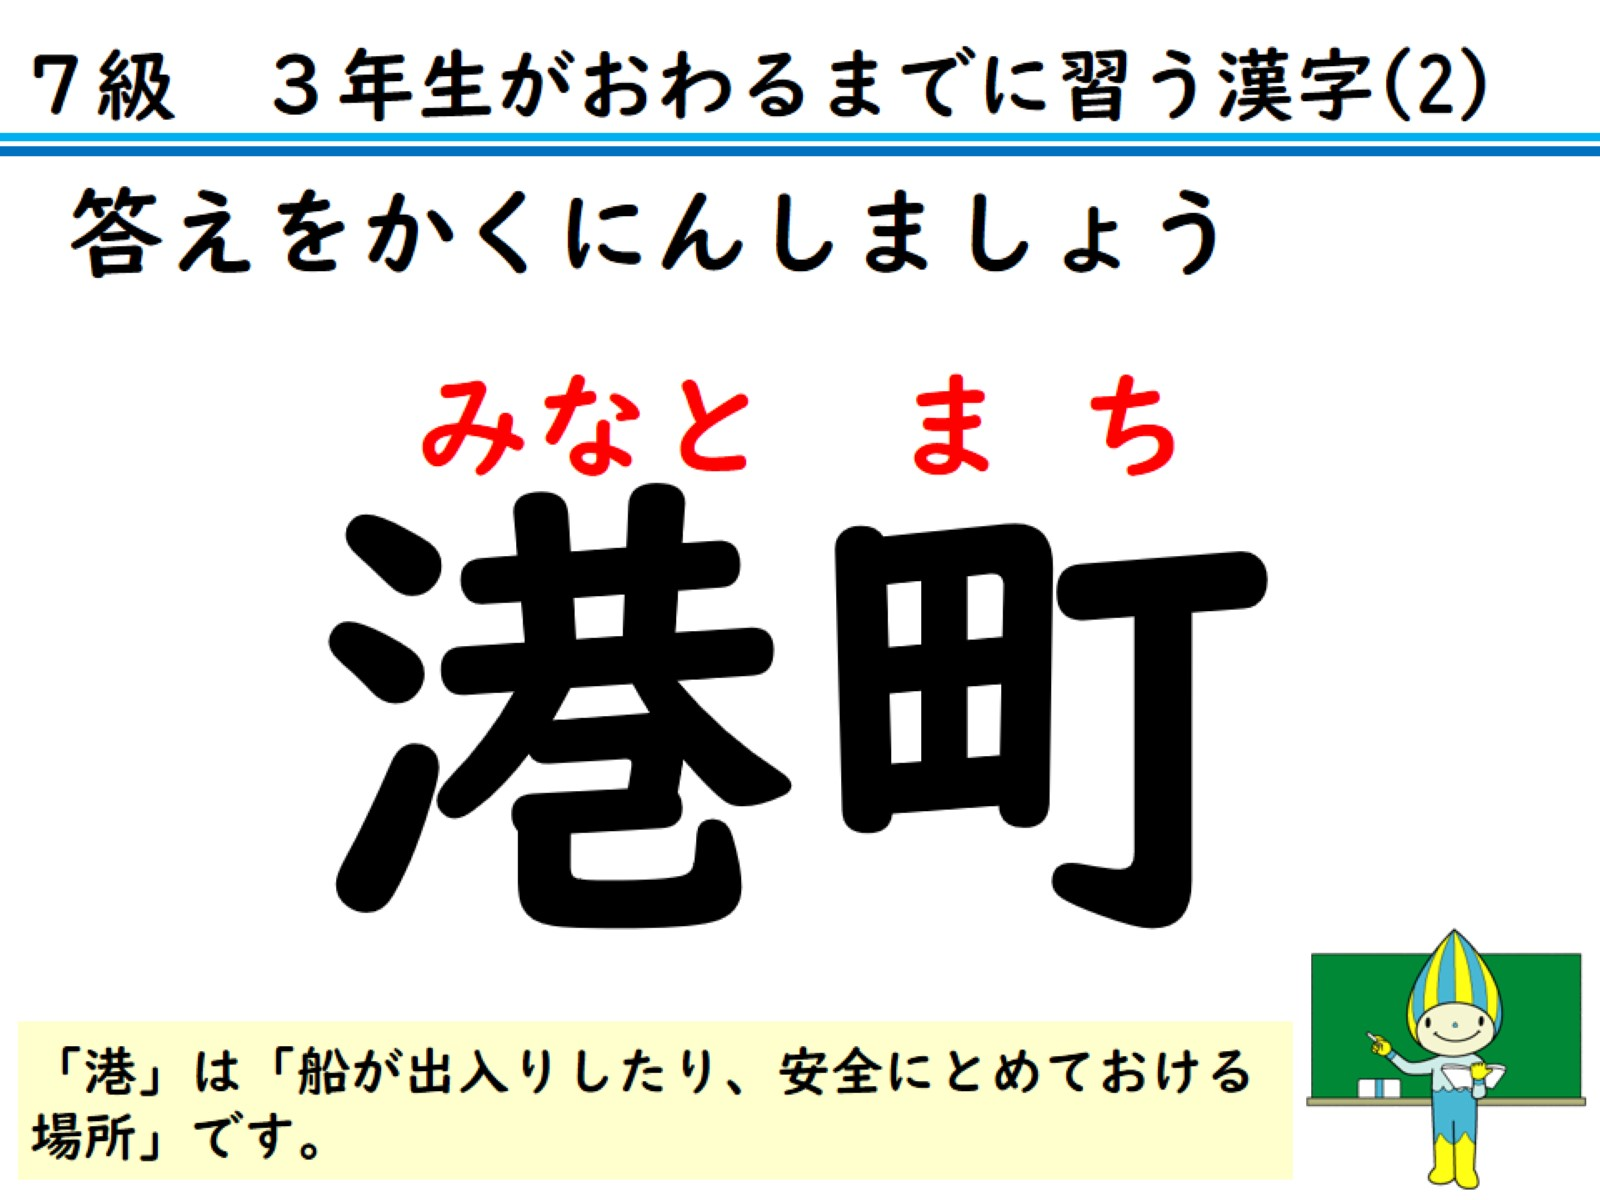 ７級　３年生がおわるまでに習う漢字(2)
答えをかくにんしましょう
みなと　まち
港町
「港」は「船が出入りしたり、安全にとめておける
場所」です。